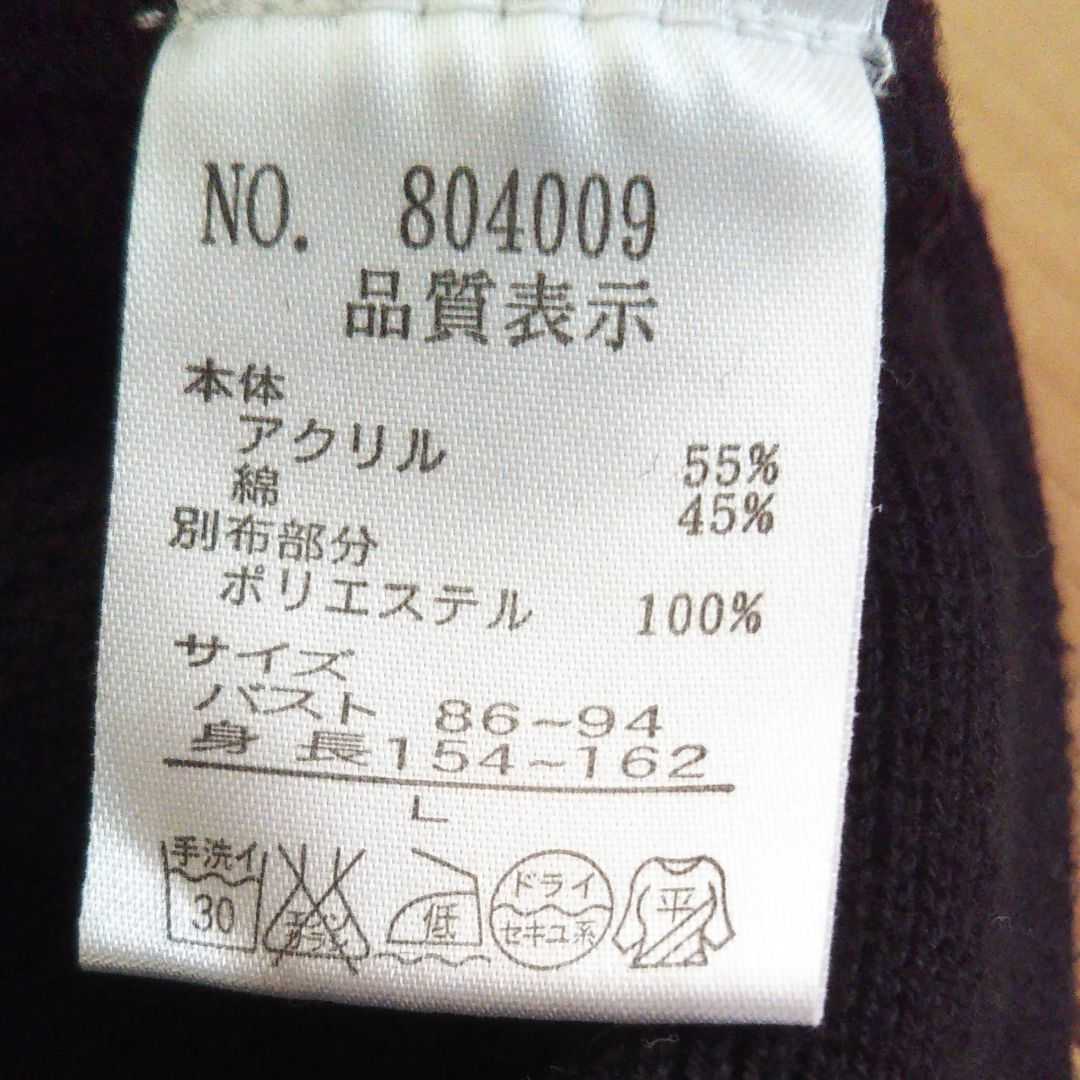 NO. 804009
品質表示
本体
アクリル 55%
綿 45%
別布部分
ポリエステル 100%
サイズ
バスト 86~94
身長154~162
L
手洗イ 30
低
ドライ セキユ系
平